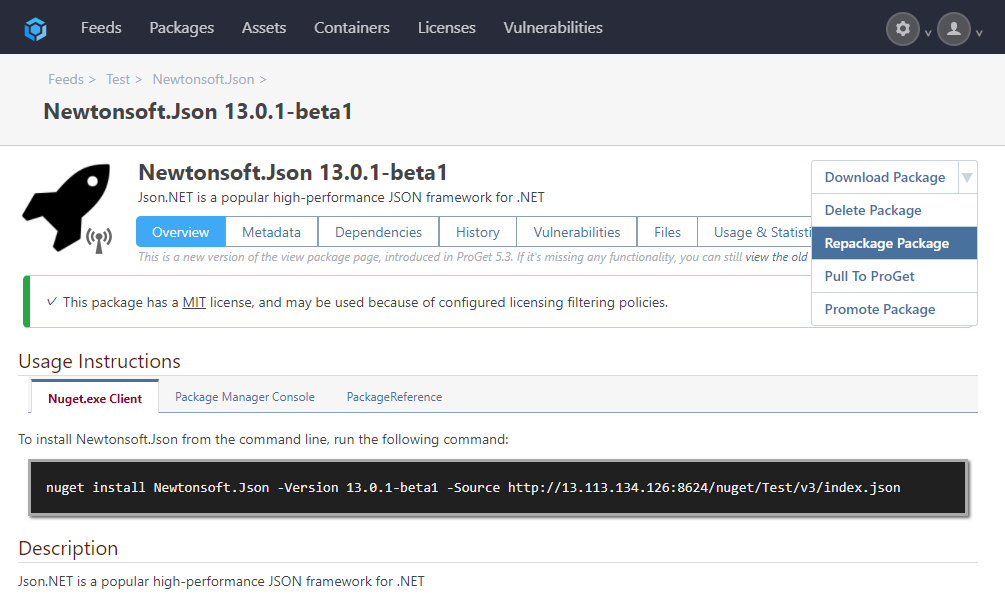 Feeds Packages Assets Containers Licenses Vulnerabilities
Feeds > Test > Newtonsoft.Json >
Newtonsoft.Json 13.0.1-beta1
Newtonsoft.Json 13.0.1-beta1
Json.NET is a popular high-performance JSON framework for .NET
Overview Metadata Dependencies History Vulnerabilities Files Usage & Statisti
This is a new version of the view package page, introduced in ProGet 5.3. If it's missing any functionality, you can still view the old
Download Package
Delete Package
Repackage Package
Pull To ProGet
Promote Package
✓ This package has a MIT license, and may be used because of configured licensing filtering policies.
Usage Instructions
Nuget.exe Client Package Manager Console PackageReference
To install Newtonsoft.Json from the command line, run the following command:
nuget install Newtonsoft.Json -Version 13.0.1-beta1 -Source http://13.113.134.126:8624/nuget/Test/v3/index.json
Description
Json.NET is a popular high-performance JSON framework for .NET